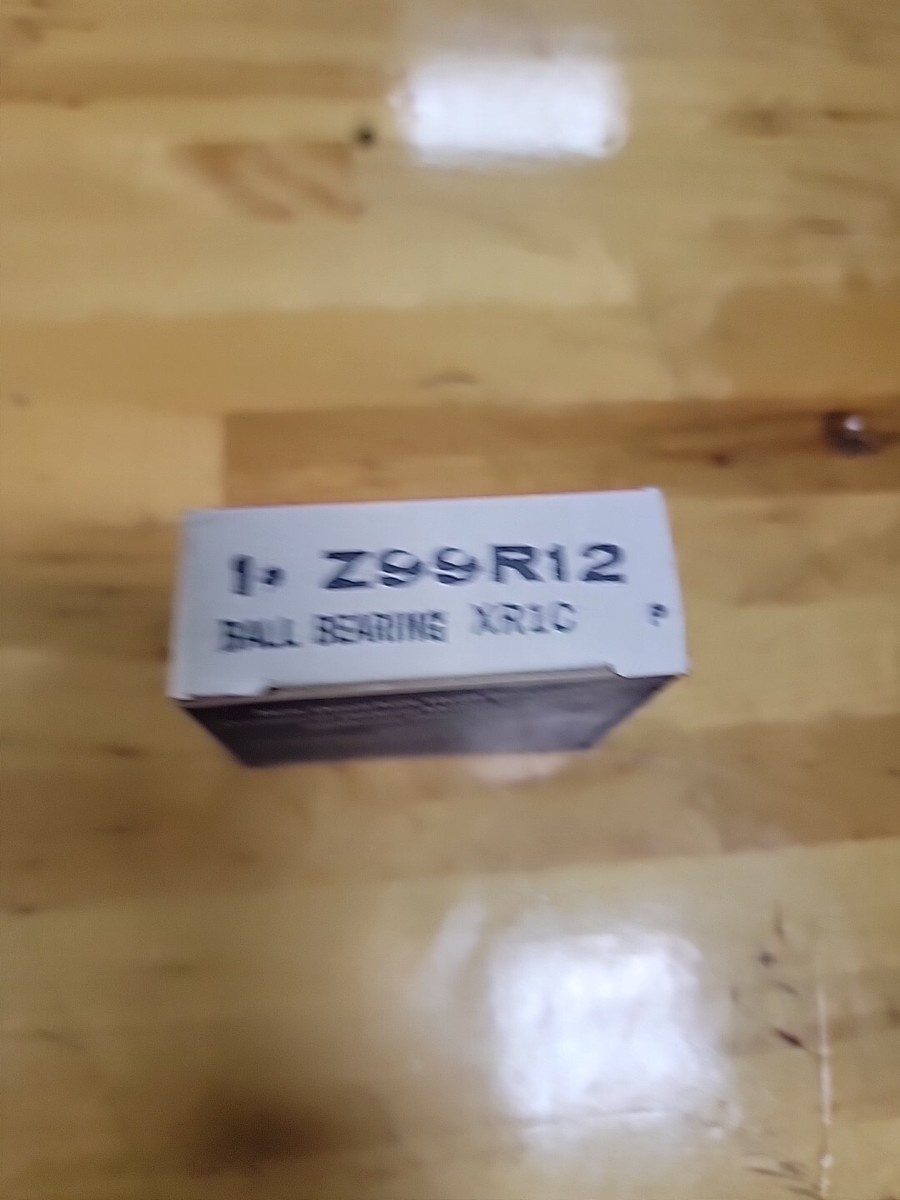 1- Z99R12
BALL BEARING XR1C P